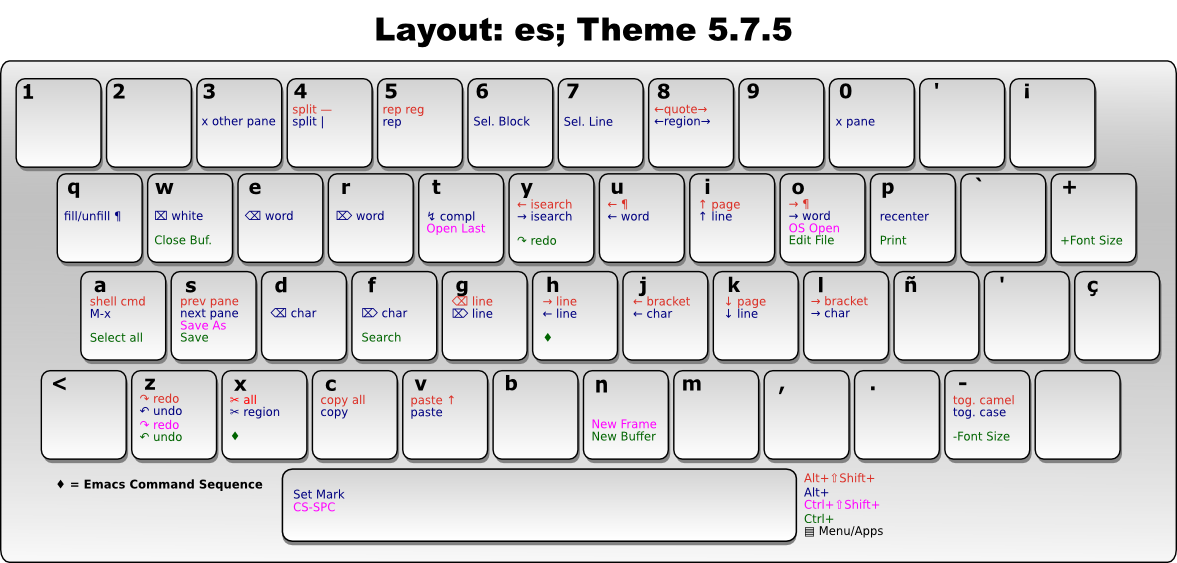 Layout: es; Theme 5.7.5
1
2
3
x other pane
4
split —
split |
5
rep reg
rep
6
Sel. Block
7
Sel. Line
8
←quote→
←region→
9
0
x pane
'
i
q
fill/unfill ¶
w
⌧ white
Close Buf.
e
⌫ word
r
⌦ word
t
↯ compl
Open Last
y
← isearch
→ isearch
↷ redo
u
← ¶
← word
i
↑ page
↑ line
o
→ ¶
→ word
OS Open
Edit File
p
recenter
Print
`
+
+Font Size
a
shell cmd
M-x
Select all
s
prev pane
next pane
Save As
Save
d
⌫ char
f
⌦ char
Search
g
⌫ line
⌦ line
h
→ line
← line
♦
j
← bracket
← char
k
↓ page
↓ line
l
→ bracket
→ char
ñ
'
ç
<
z
↷ redo
↶ undo
↷ redo
↶ undo
x
✂ all
✂ region
♦
c
copy all
copy
v
paste ↑
paste
b
n
New Frame
New Buffer
m
,
.
-
tog. camel
tog. case
-Font Size
♦ = Emacs Command Sequence
Set Mark
CS-SPC
Alt+⇧Shift+
Alt+
Ctrl+⇧Shift+
Ctrl+
▤ Menu/Apps